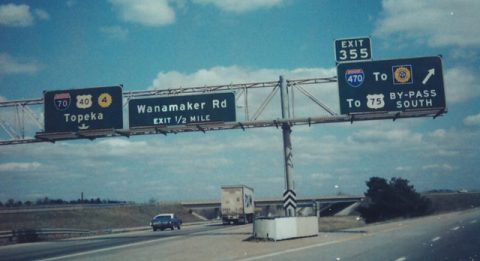 70 40 4
Topeka
Wanamaker Rd
EXIT 1/2 MILE
EXIT
355
470 To
To 75 BY-PASS
SOUTH